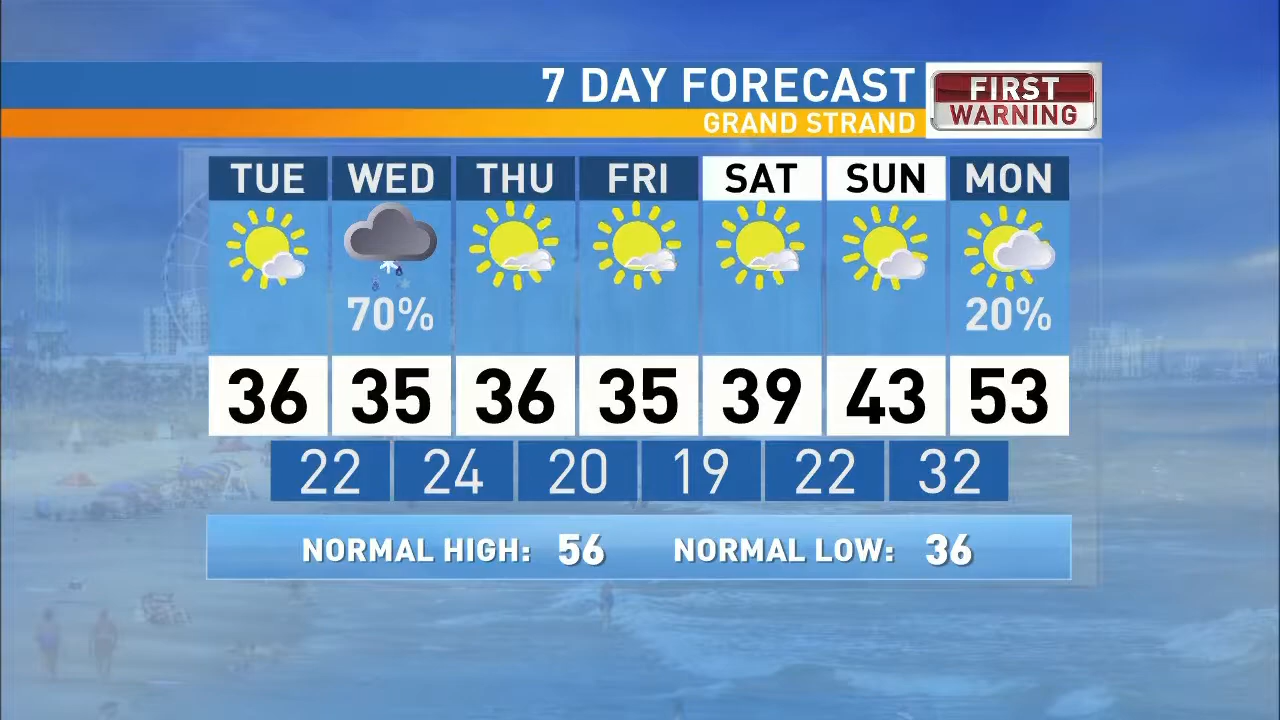 7 DAY FORECAST
GRAND STRAND
FIRST
WARNING
TUE WED THU FRI SAT SUN MON
70% 20%
36 35 36 35 39 43 53
22 24 20 19 22 32
NORMAL HIGH: 56 NORMAL LOW: 36